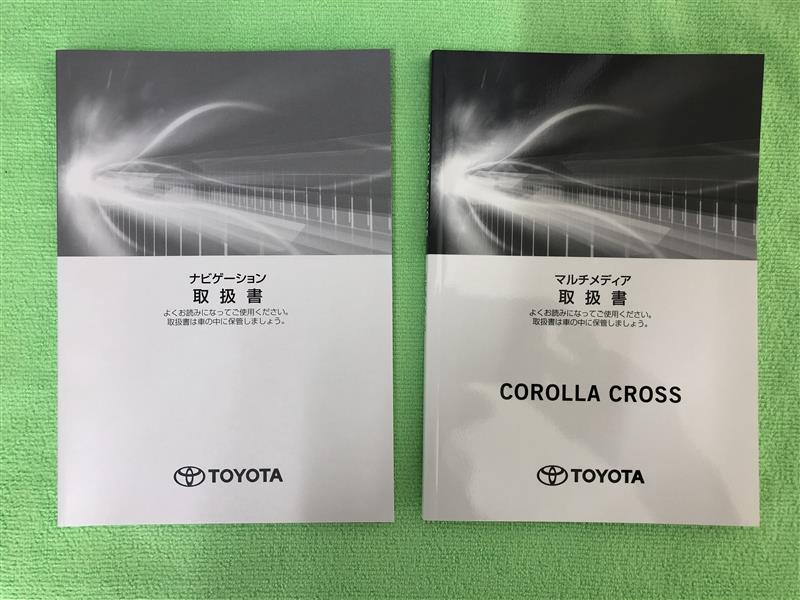 ナビゲーション
取扱書
よくお読みになってご使用ください。
取扱書は車の中に保管しましょう。
TOYOTA
マルチメディア
取扱書
よくお読みになってご使用ください。
取扱書は車の中に保管しましょう。
COROLLA CROSS
TOYOTA